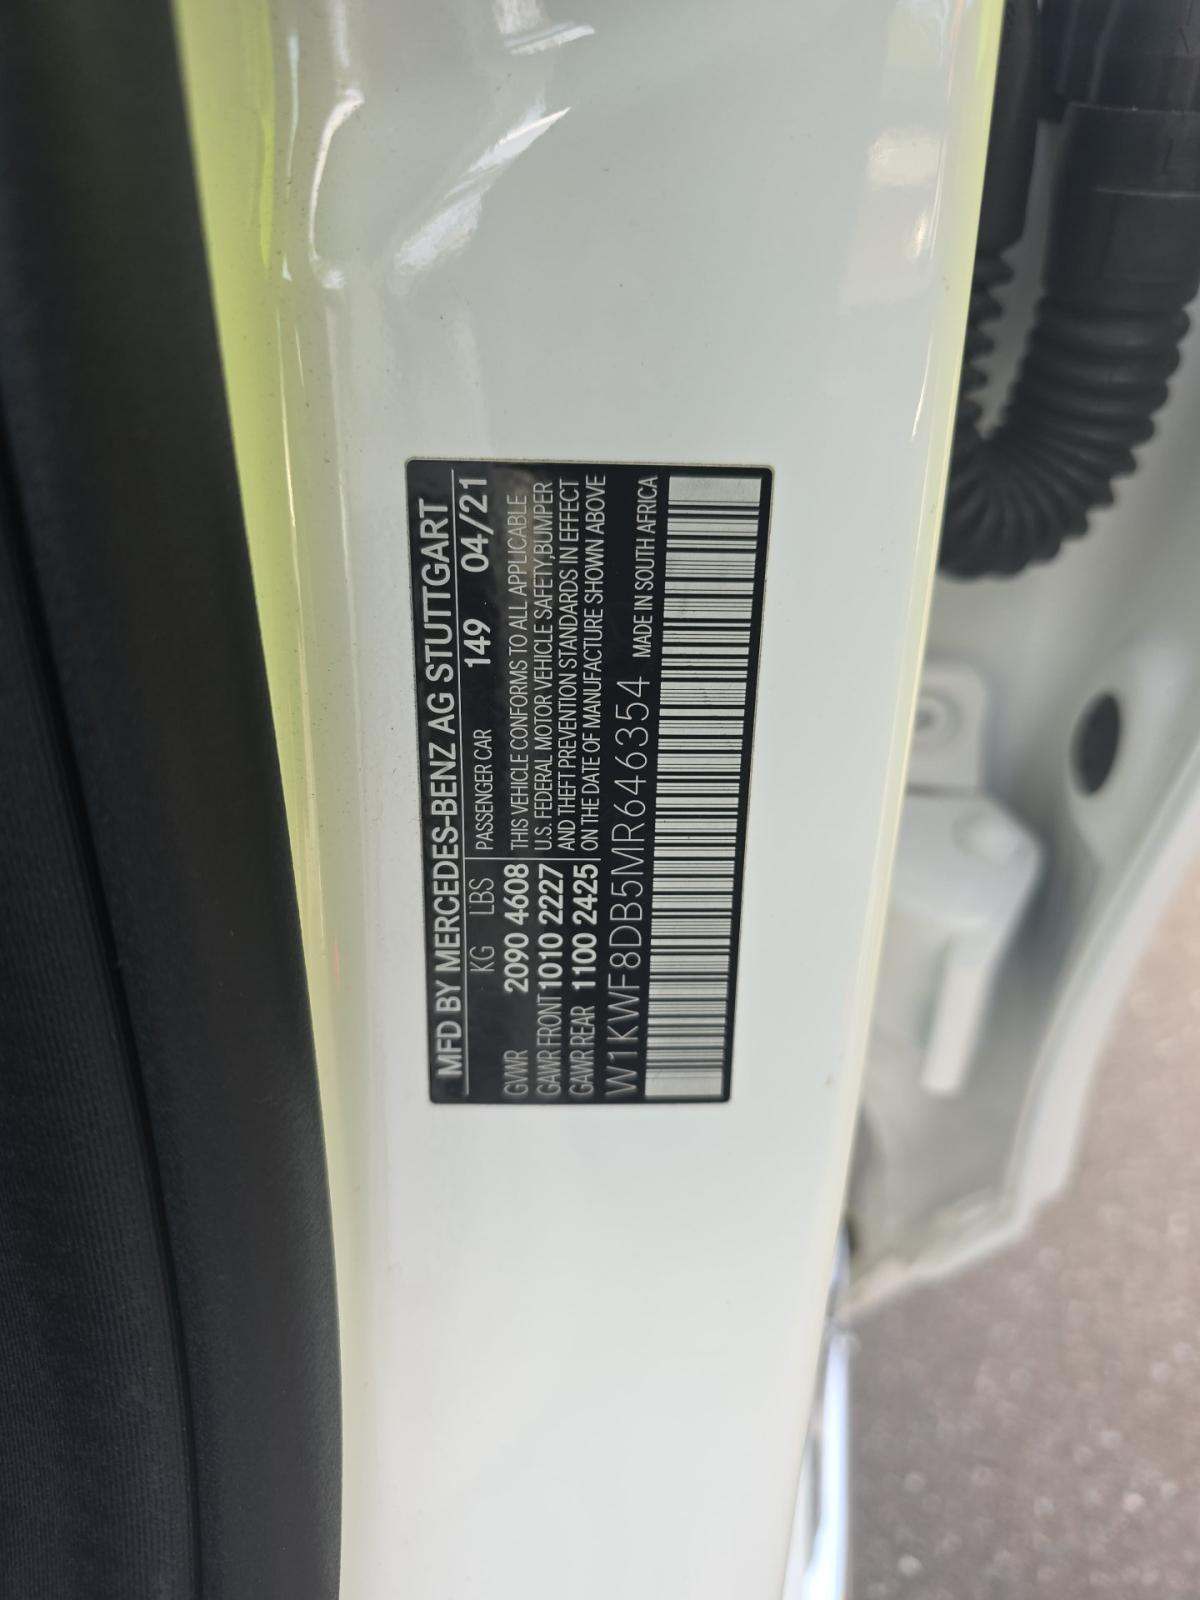 MFD BY MERCEDES-BENZ AG STUTTGART
KG LBS PASSENGER CAR 149 04/21
GVWR 2090 4608 THIS VEHICLE CONFORMS TO ALL APPLICABLE
GAWR FRONT 1010 2227 U.S. FEDERAL MOTOR VEHICLE SAFETY,BUMPER
GAWR REAR 1100 2425 AND THEFT PREVENTION STANDARDS IN EFFECT
ON THE DATE OF MANUFACTURE SHOWN ABOVE
W1KWF8DB5MR646354 MADE IN SOUTH AFRICA